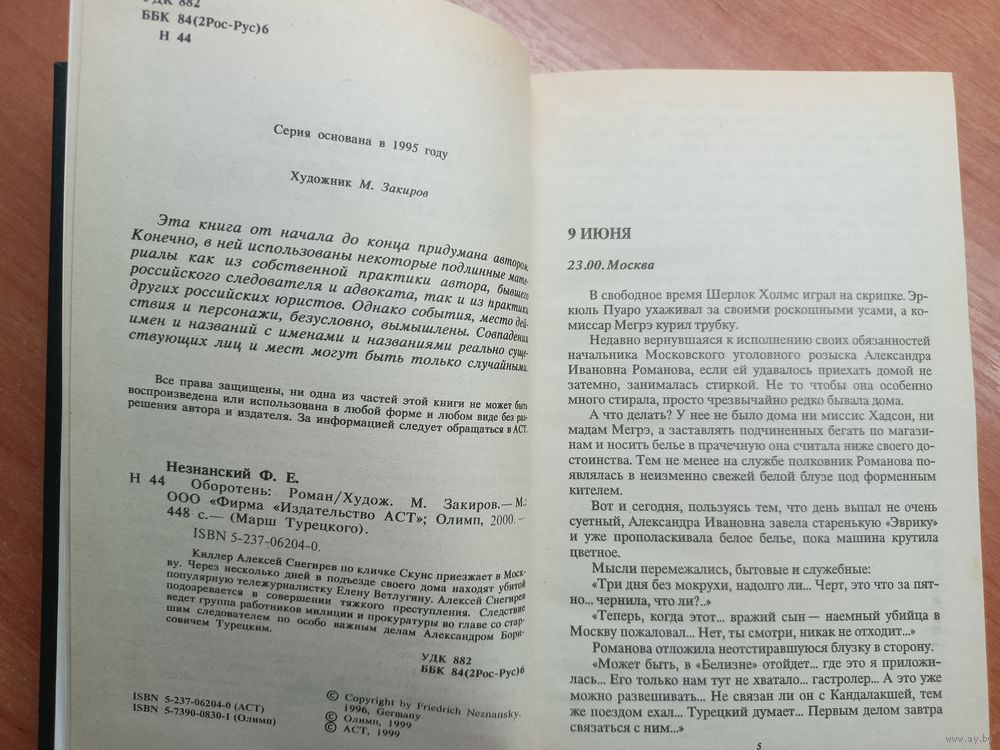 УДК 882
ББК 84(2Рос-Рус)6
Н 44
Серия основана в 1995 году
Художник М. Закиров
Эта книга от начала до конца придумана автором.
Конечно, в ней использованы некоторые подлинные мате-
риалы как из собственной практики автора, бывшего
российского следователя и адвоката, так и из практики
других российских юристов. Однако события, место дей-
ствия и персонажи, безусловно, вымышлены. Совпадения
имен и названий с именами и названиями реально суще-
ствующих лиц и мест могут быть только случайными.
Все права защищены, ни одна из частей этой книги не может быть
воспроизведена или использована в любой форме и любом виде без раз-
решения автора и издателя. За информацией следует обращаться в АСТ.
Незнанский Ф. Е.
Н 44 Оборотень: Роман/Худож. М. Закиров.— М.:
ООО «Фирма «Издательство АСТ»; Олимп, 2000.—
448 с.— (Марш Турецкого).
ISBN 5-237-06204-0.
Киллер Алексей Снегирев по кличке Скунс приезжает в Моск-
ву. Через несколько дней в подъезде своего дома находят убитой
популярную тележурналистку Елену Ветлугину. Алексей Снегирев
подозревается в совершении тяжкого преступления. Следствие
ведет группа работников милиции и прокуратуры во главе со стар-
шим следователем по особо важным делам Александром Бори-
совичем Турецким.
УДК 882
ББК 84(2Рос-Рус)6
ISBN 5-237-06204-0 (АСТ)
ISBN 5-7390-0830-1 (Олимп)
© Copyright by Friedrich Neznansky.
1996, Germany
© Олимп, 1999
© АСТ, 1999
9 ИЮНЯ
23.00. Москва
В свободное время Шерлок Холмс играл на скрипке. Эр-
кюль Пуаро ухаживал за своими роскошными усами, а ко-
миссар Мегрэ курил трубку.
Недавно вернувшаяся к исполнению своих обязанностей
начальника Московского уголовного розыска Александра
Ивановна Романова, если ей удавалось приехать домой не
затемно, занималась стиркой. Не то чтобы она особенно
много стирала, просто чрезвычайно редко бывала дома.
А что делать? У нее не было дома ни миссис Хадсон, ни
мадам Мегрэ, а заставлять подчиненных бегать по магази-
нам и носить белье в прачечную она считала ниже своего до-
стоинства. Тем не менее на службе полковник Романова по-
являлась в неизменно свежей белой блузе под форменным
кителем.
Вот и сегодня, пользуясь тем, что день выпал не очень
суетный, Александра Ивановна завела старенькую «Эврику»
и уже прополаскивала белое белье, пока машина крутила
цветное.
Мысли перемежались, бытовые и служебные:
«Три дня без мокрухи, надолго ли... Черт, это что за пят-
но... чернила, что ли?..»
«Теперь, когда этот... вражий сын — наемный убийца в
Москву пожаловал... Нет, ты смотри, никак не отходит...»
Романова отложила неотстиравшуюся блузку в сторону.
«Может быть, в «Белизне» отойдет... где это я приложи-
лась... Его только нам тут не хватало... гастролер... А это уже
можно развешивать... Не связан ли он с Кандалакшей, тем
же поездом ехал... Турецкий думает... Первым делом завтра
связаться с ним...»
5
www.ay.by